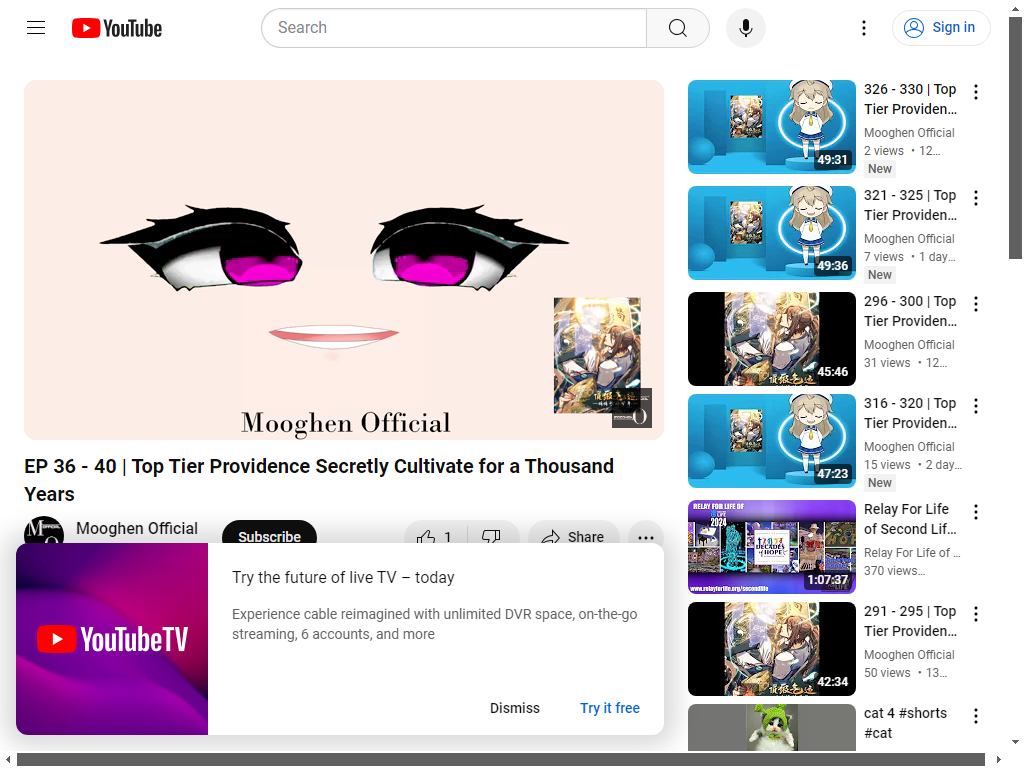 YouTube
Search
Sign in
Mooghen Official
EP 36 - 40 | Top Tier Providence Secretly Cultivate for a Thousand
Years
Mooghen Official
Subscribe
1
Share
YouTubeTV
Try the future of live TV – today
Experience cable reimagined with unlimited DVR space, on-the-go
streaming, 6 accounts, and more
Dismiss
Try it free
49:31
326 - 330 | Top
Tier Providen…
Mooghen Official
2 views • 12…
New
49:36
321 - 325 | Top
Tier Providen…
Mooghen Official
7 views • 1 day…
New
45:46
296 - 300 | Top
Tier Providen…
Mooghen Official
31 views • 12…
47:23
316 - 320 | Top
Tier Providen…
Mooghen Official
15 views • 2 day…
New
RELAY FOR LIFE OF
2024
DECADES
of HOPE
www.relayforlife.org/secondlife
1:07:37
Relay For Life
of Second Lif…
Relay For Life of …
370 views…
42:34
291 - 295 | Top
Tier Providen…
Mooghen Official
50 views • 13…
cat 4 #shorts
#cat